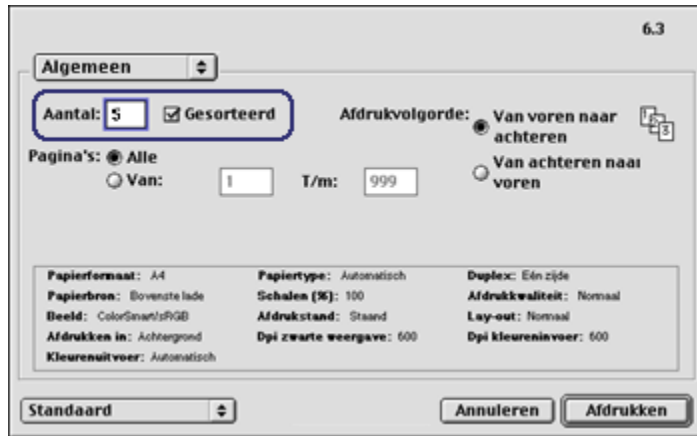 6.3
Algemeen
Aantal: 5 Gesorteerd Afdrukvolgorde: Van voren naar
achteren
1 2 3
Pagina's: Alle Van achteren naar
Van: 1 T/m: 999 voren
Papierformaat: A4 Papiertype: Automatisch Duplex: Eén zijde
Papierbron: Bovenste lade Schalen (%): 100 Afdrukkwaliteit: Normaal
Beeld: ColorSmart/sRGB Afdrukstand: Staand Lay-out: Normaal
Afdrukken in: Achtergrond Dpi zwarte weergave: 600 Dpi kleureninvoer: 600
Kleurenuitvoer: Automatisch
Standaard Annuleren Afdrukken